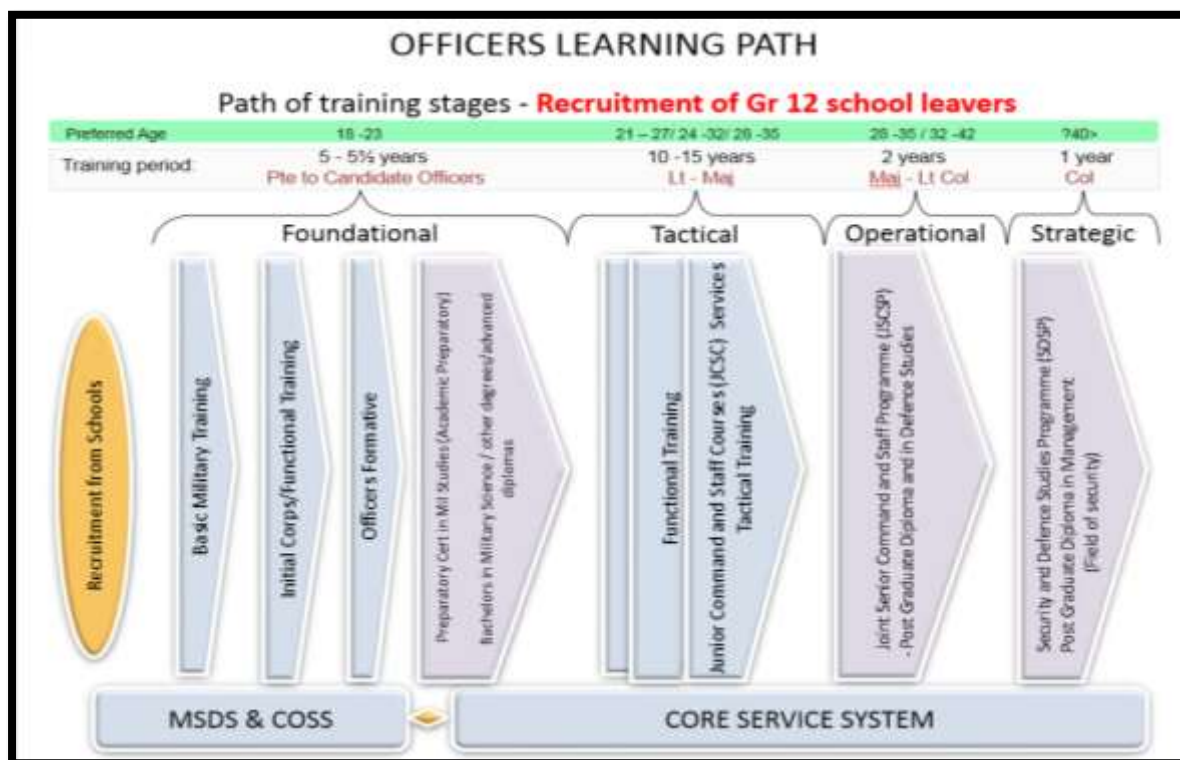 OFFICERS LEARNING PATH
Path of training stages - Recruitment of Gr 12 school leavers
Preferred Age 18 -23 21 – 27/ 24 -32/ 26 -35 28 -35 / 32 -42 ?40>
Training period: 5 - 5½ years 10 -15 years 2 years 1 year
Pte to Candidate Officers Lt - Maj Maj - Lt Col Col
Foundational Tactical Operational Strategic
Recruitment from Schools
Basic Military Training
Initial Corps/Functional Training
Officers Formative
Preparatory Cert in Mil Studies (Academic Preparatory)
Bachelors in Military Science / other degrees/advanced
diplomas
Functional Training
Junior Command and Staff Courses (JCSC) Services
Tactical Training
Joint Senior Command and Staff Programme (JSCSP)
- Post Graduate Diploma and in Defence Studies
Security and Defence Studies Programme (SDSP)
Post Graduate Diploma in Management
(Field of security)
MSDS & COSS
CORE SERVICE SYSTEM